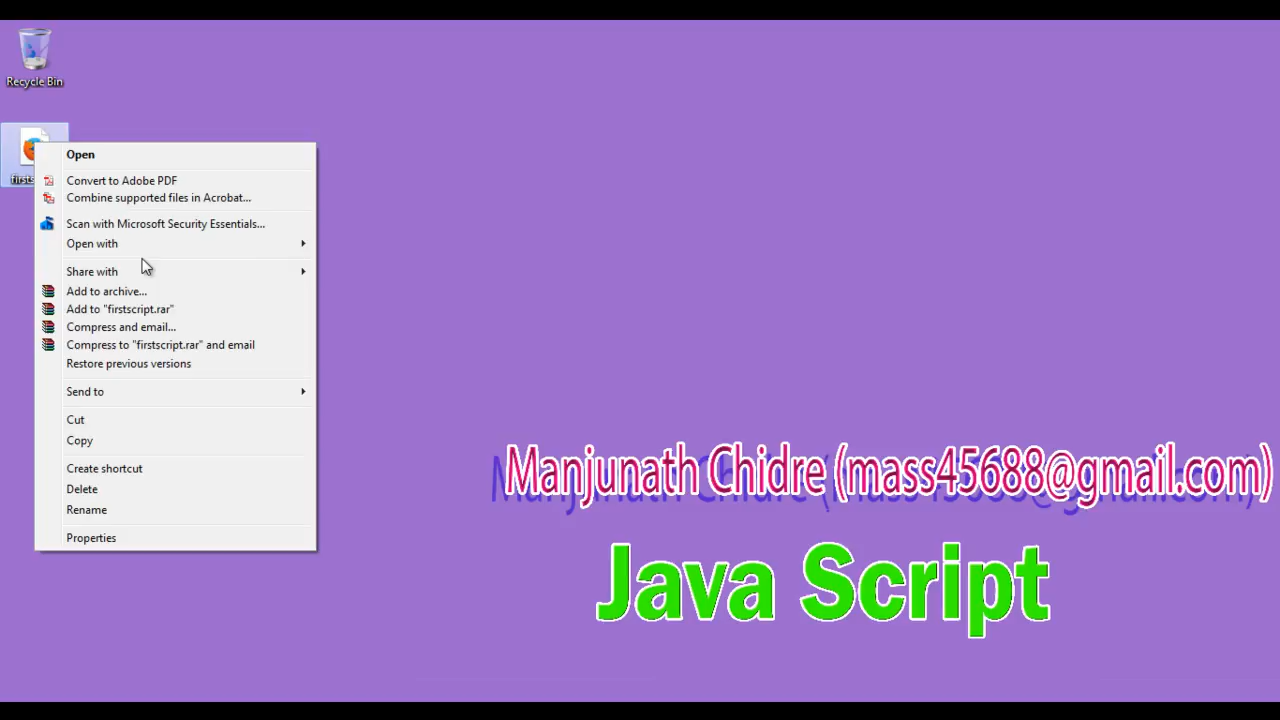 Recycle Bin
firsts
Open
Convert to Adobe PDF
Combine supported files in Acrobat...
Scan with Microsoft Security Essentials...
Open with
Share with
Add to archive...
Add to "firstscript.rar"
Compress and email...
Compress to "firstscript.rar" and email
Restore previous versions
Send to
Cut
Copy
Create shortcut
Delete
Rename
Properties
Manjunath Chidre (mass45688@gmail.com)
Java Script